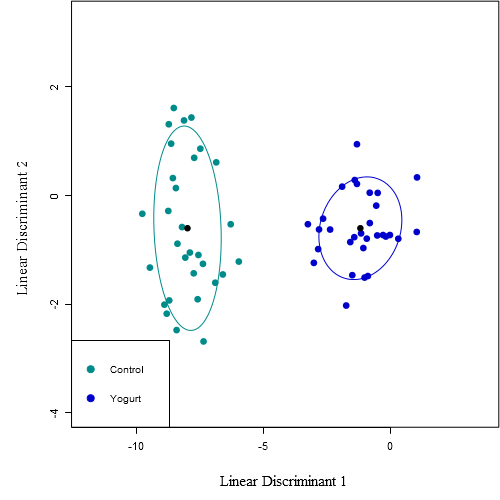 Linear Discriminant 2
2
0
-2
-4
Control
Yogurt
-10 -5 0
Linear Discriminant 1